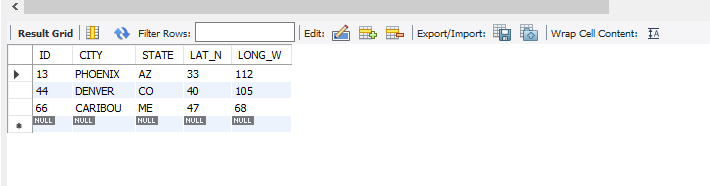 Result Grid Filter Rows: Edit: Export/Import: Wrap Cell Content: IA
ID CITY STATE LAT_N LONG_W
13 PHOENIX AZ 33 112
44 DENVER CO 40 105
66 CARIBOU ME 47 68
NULL NULL NULL NULL NULL